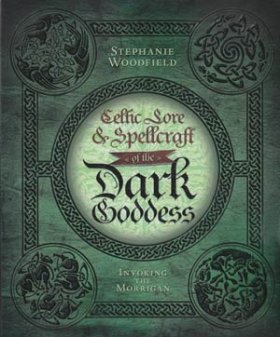 STEPHANIE
WOODFIELD
Celtic Lore
& Spellcraft
of the
Dark
Goddess
INVOKING
THE
MORRIGAN